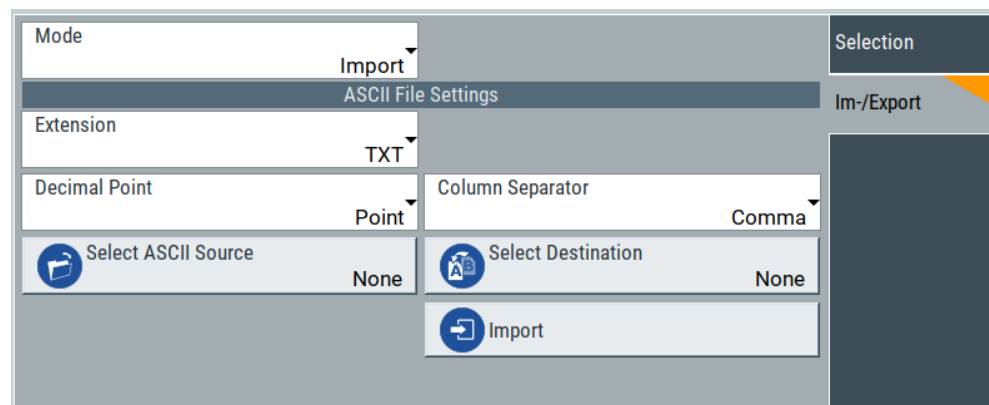 Mode
Import
Selection
ASCII File Settings
Im-/Export
Extension
TXT
Decimal Point
Point
Column Separator
Comma
Select ASCII Source
None
Select Destination
None
Import